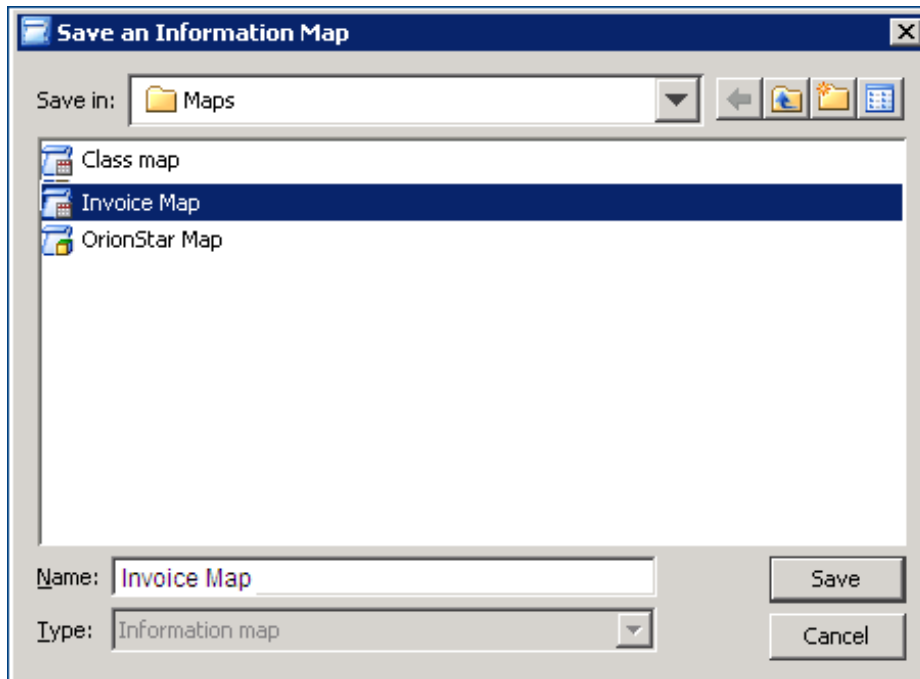 Save an Information Map
Save in: Maps
Class map
Invoice Map
OrionStar Map
Name: Invoice Map
Save
Type: Information map
Cancel